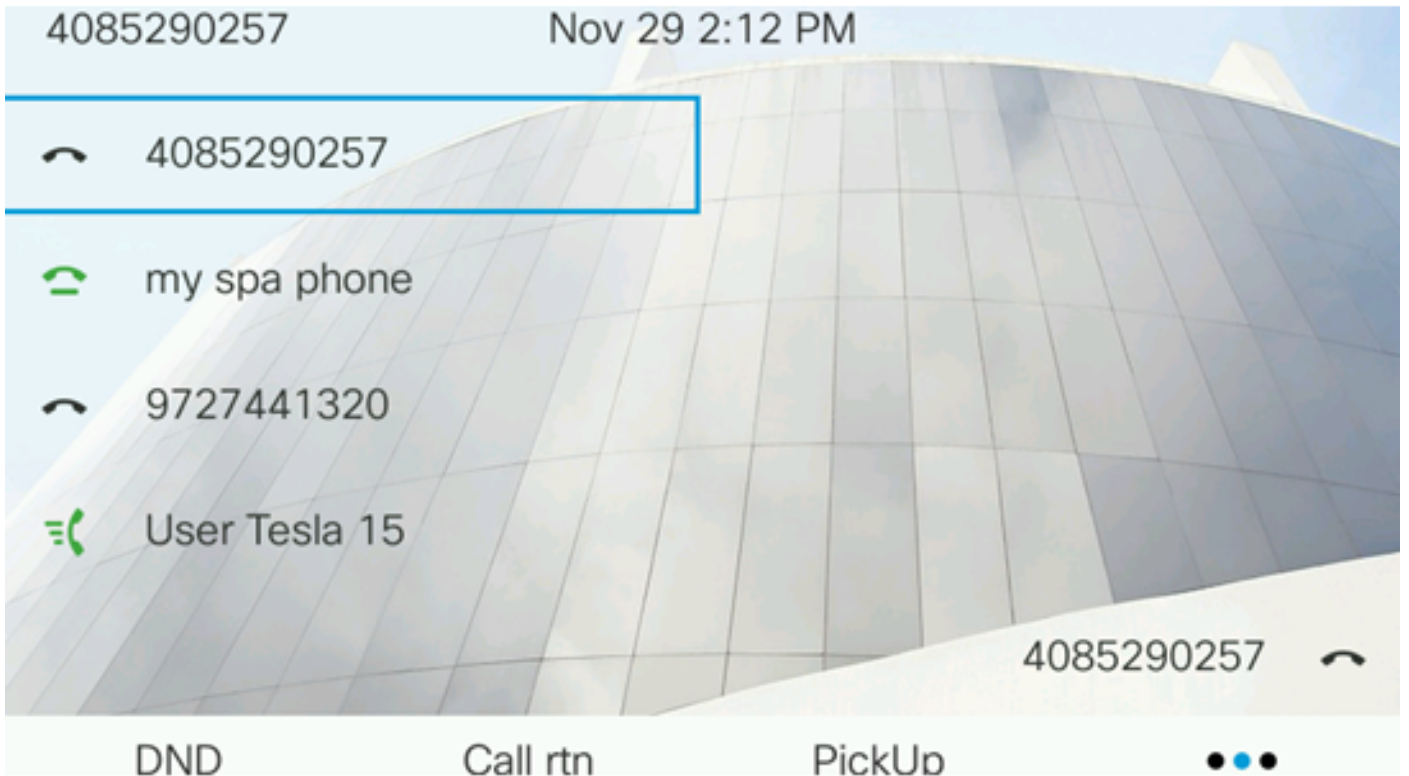 4085290257 Nov 29 2:12 PM
4085290257
my spa phone
9727441320
User Tesla 15
4085290257
DND Call rtn PickUp